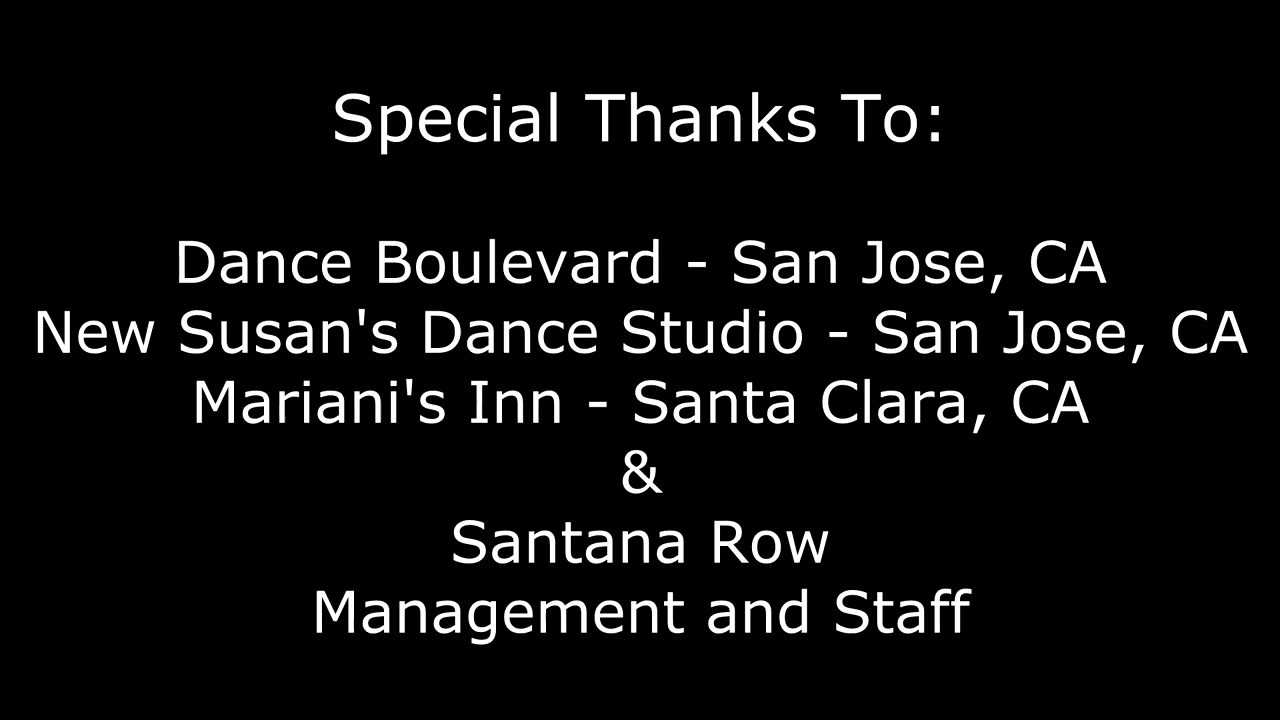 Special Thanks To:
Dance Boulevard - San Jose, CA
New Susan's Dance Studio - San Jose, CA
Mariani's Inn - Santa Clara, CA
&
Santana Row
Management and Staff